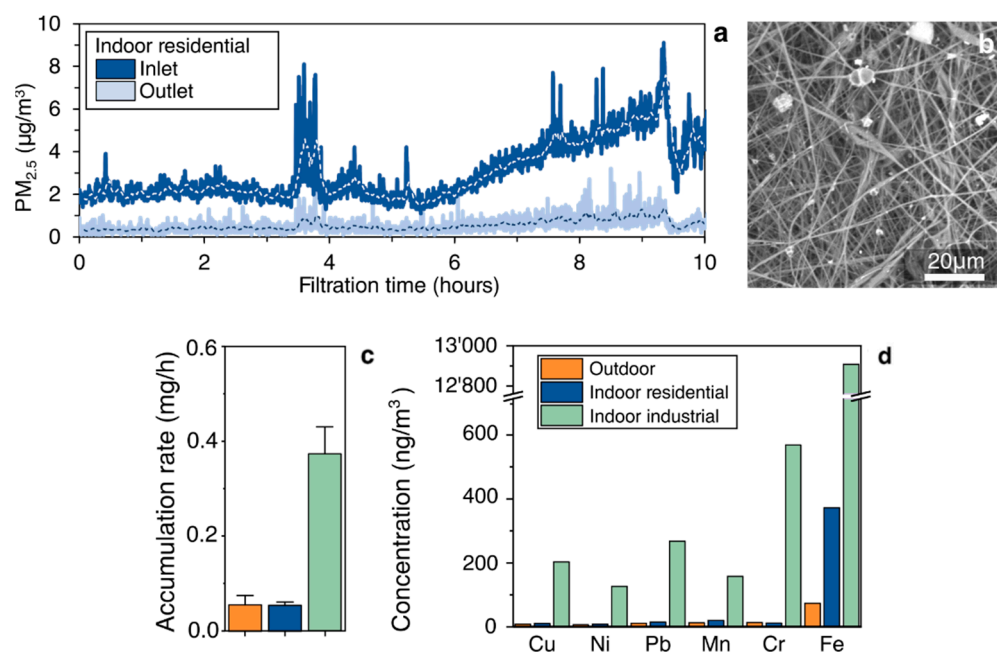 10
8
6
4
2
0
PM2.5 (µg/m³)
Indoor residential
Inlet
Outlet
a
0 2 4 6 8 10
Filtration time (hours)
b
20µm
c
0.6
0.4
0.2
0.0
Accumulation rate (mg/h)
d
13'000
12'800
600
400
200
0
Concentration (ng/m³)
Outdoor
Indoor residential
Indoor industrial
Cu Ni Pb Mn Cr Fe